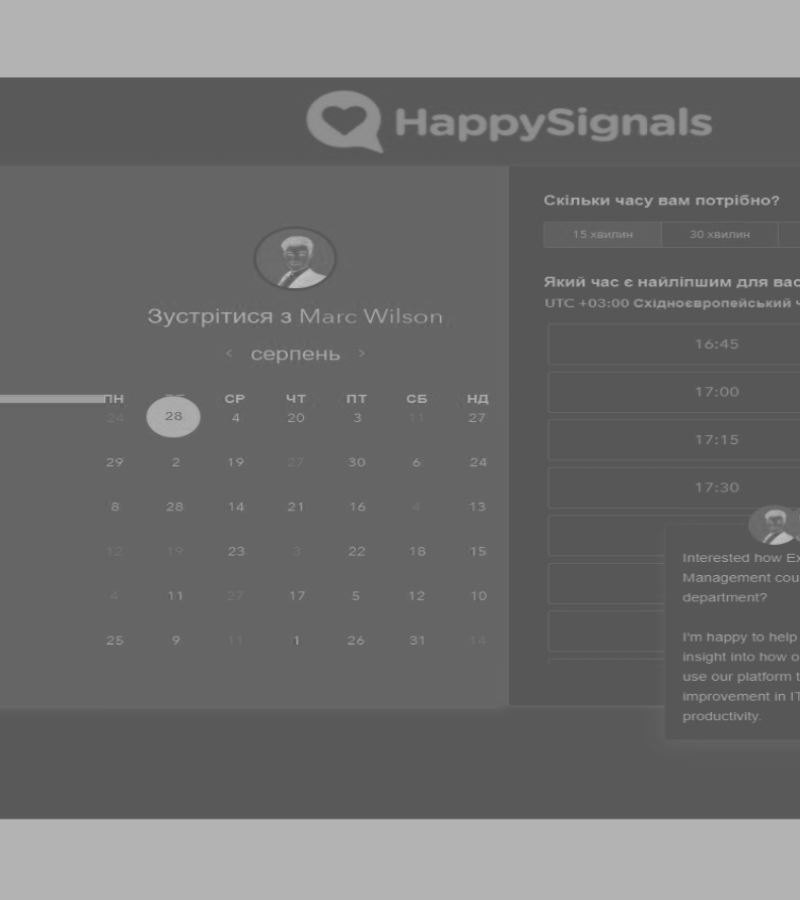 HappySignals
Зустрітися з Marc Wilson
< серпень >
ПН СР ЧТ ПТ СБ НД
24 28 4 20 3 11 27
29 2 19 27 30 6 24
8 28 14 21 16 4 13
12 19 23 3 22 18 15
4 11 27 17 5 12 10
25 9 11 1 26 31 14
Скільки часу вам потрібно?
15 хвилин 30 хвилин
Який час є найліпшим для вас
UTC +03:00 Східноєвропейський ч
16:45
17:00
17:15
17:30
Interested how Ex
Management cou
department?
I'm happy to help
insight into how o
use our platform t
improvement in IT
productivity.